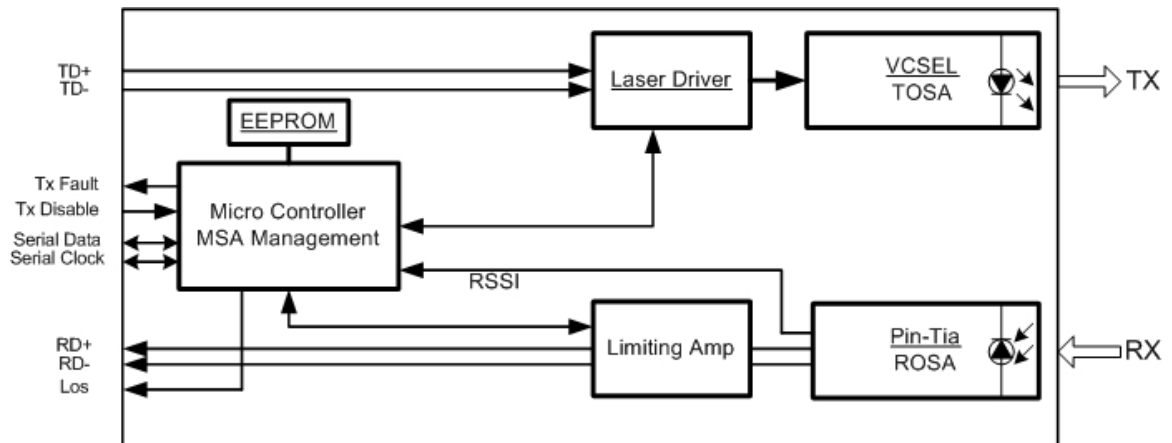 TD+
TD-
Laser Driver
VCSEL
TOSA
TX
EEPROM
Tx Fault
Tx Disable
Serial Data
Serial Clock
Micro Controller
MSA Management
RSSI
RD+
RD-
Los
Limiting Amp
Pin-Tia
ROSA
RX